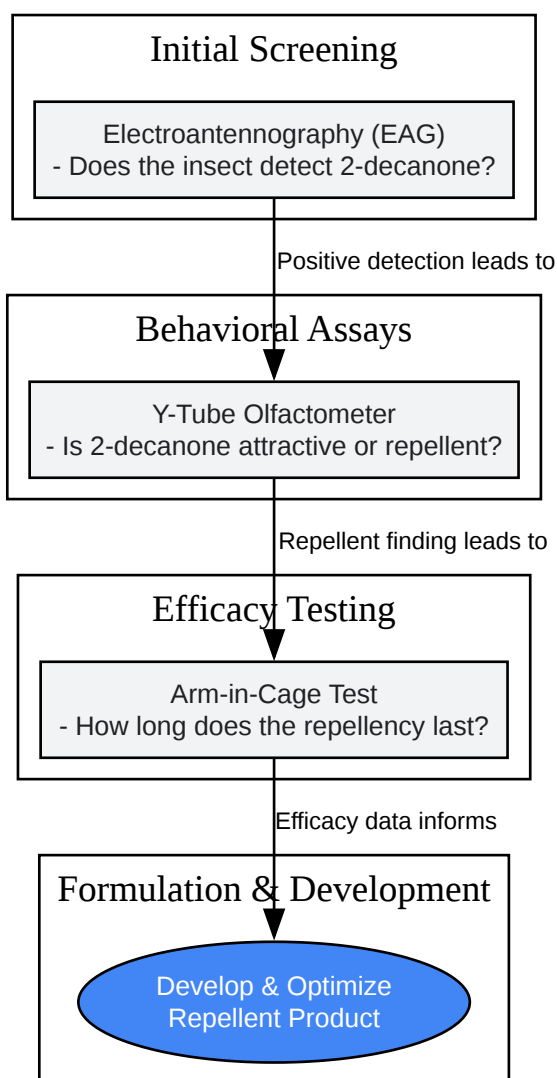 Initial Screening
Electroantennography (EAG)
- Does the insect detect 2-decanone?
Positive detection leads to
Behavioral Assays
Y-Tube Olfactometer
- Is 2-decanone attractive or repellent?
Repellent finding leads to
Efficacy Testing
Arm-in-Cage Test
- How long does the repellency last?
Efficacy data informs
Formulation & Development
Develop & Optimize
Repellent Product